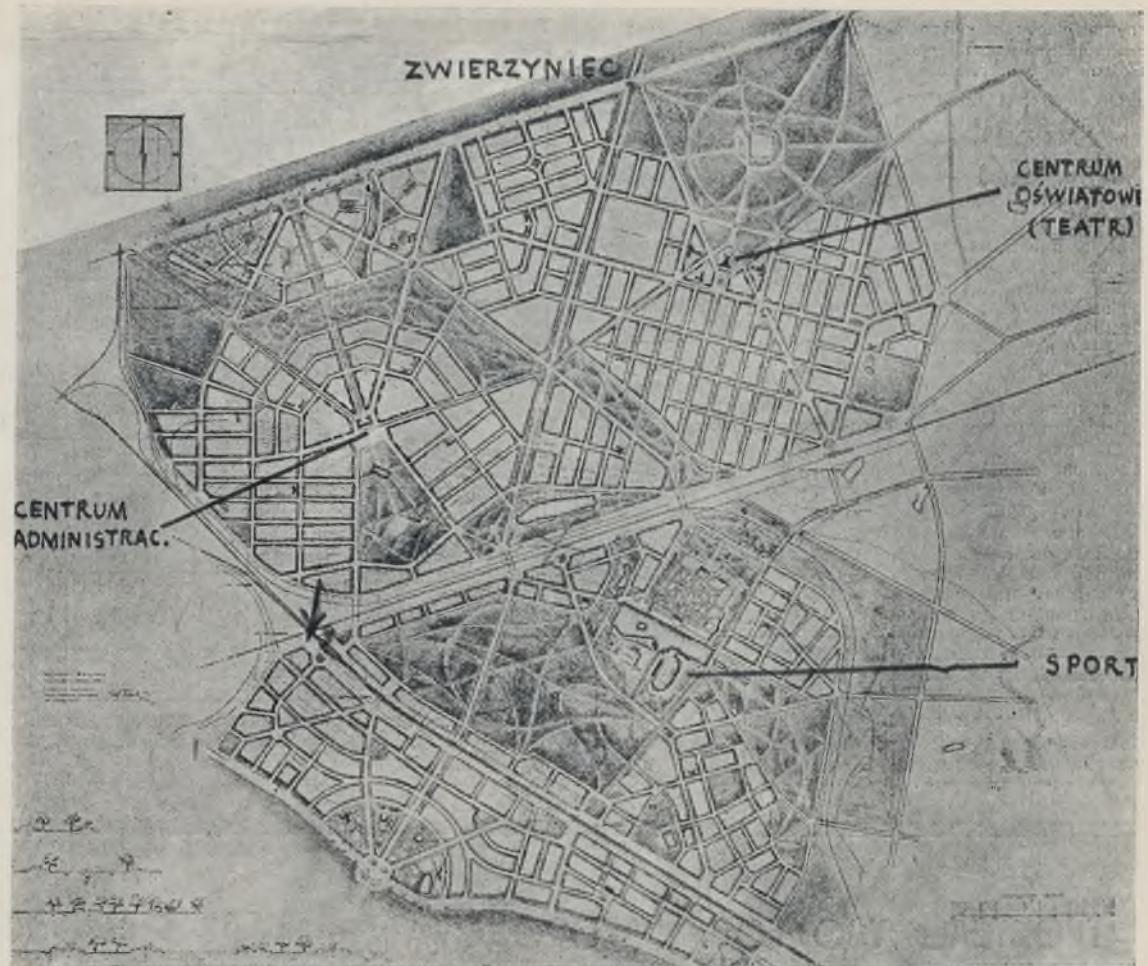 ZWIERZYNIEC
CENTRUM
OŚWIATOWE
(TEATR)
CENTRUM
ADMINISTRAC.
SPORT